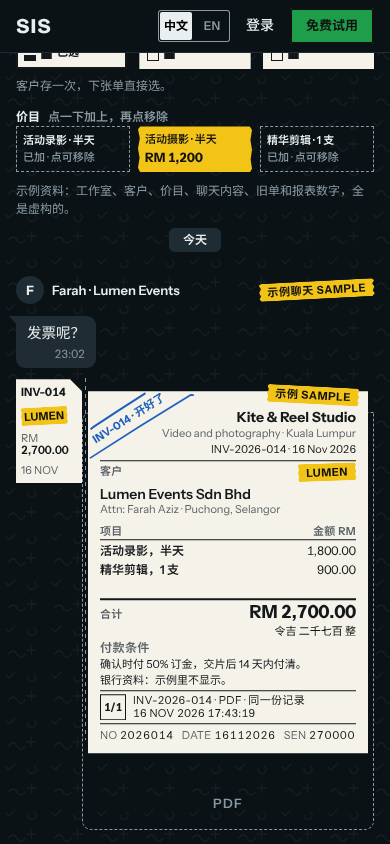 SIS
中文
EN
登录
免费试用
客户存一次，下张单直接选。
价目 点一下加上，再点移除
活动录影·半天
已加·点可移除
活动摄影·半天
RM 1,200
精华剪辑·1支
已加·点可移除
示例资料：工作室、客户、价目、聊天内容、旧单和报表数字，全
是虚构的。
今天
F
Farah·Lumen Events
示例聊天 SAMPLE
发票呢？
23:02
INV-014
LUMEN
RM
2,700.00
16 NOV
INV-014·开好了
示例 SAMPLE
Kite & Reel Studio
Video and photography·Kuala Lumpur
INV-2026-014·16 Nov 2026
客户
LUMEN
Lumen Events Sdn Bhd
Attn: Farah Aziz·Puchong, Selangor
项目 金额 RM
活动录影，半天 1,800.00
精华剪辑，1支 900.00
合计 RM 2,700.00
令吉 二千七百 整
付款条件
确认时付 50% 订金，交片后 14 天内付清。
银行资料：示例里不显示。
1/1
INV-2026-014·PDF·同一份记录
16 NOV 2026 17:43:19
NO 2026014 DATE 16112026 SEN 270000
PDF